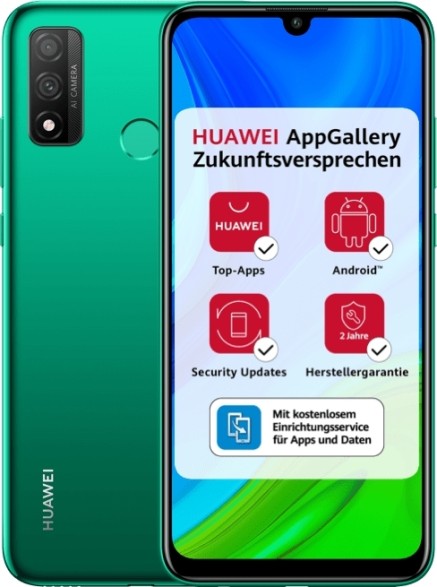 AI CAMERA
HUAWEI
HUAWEI AppGallery
Zukunftsversprechen
HUAWEI
Top-Apps
Android™
2 Jahre
Security Updates
Herstellergarantie
Mit kostenlosem
Einrichtungsservice
für Apps und Daten